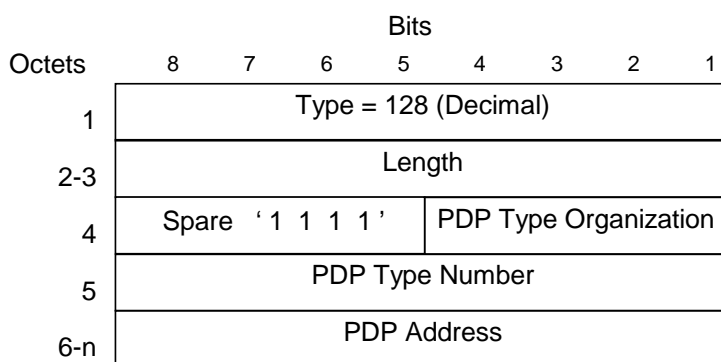 Bits
Octets 8 7 6 5 4 3 2 1
1 Type = 128 (Decimal)
2-3 Length
4 Spare ‘ 1 1 1 1 ’ PDP Type Organization
5 PDP Type Number
6-n PDP Address